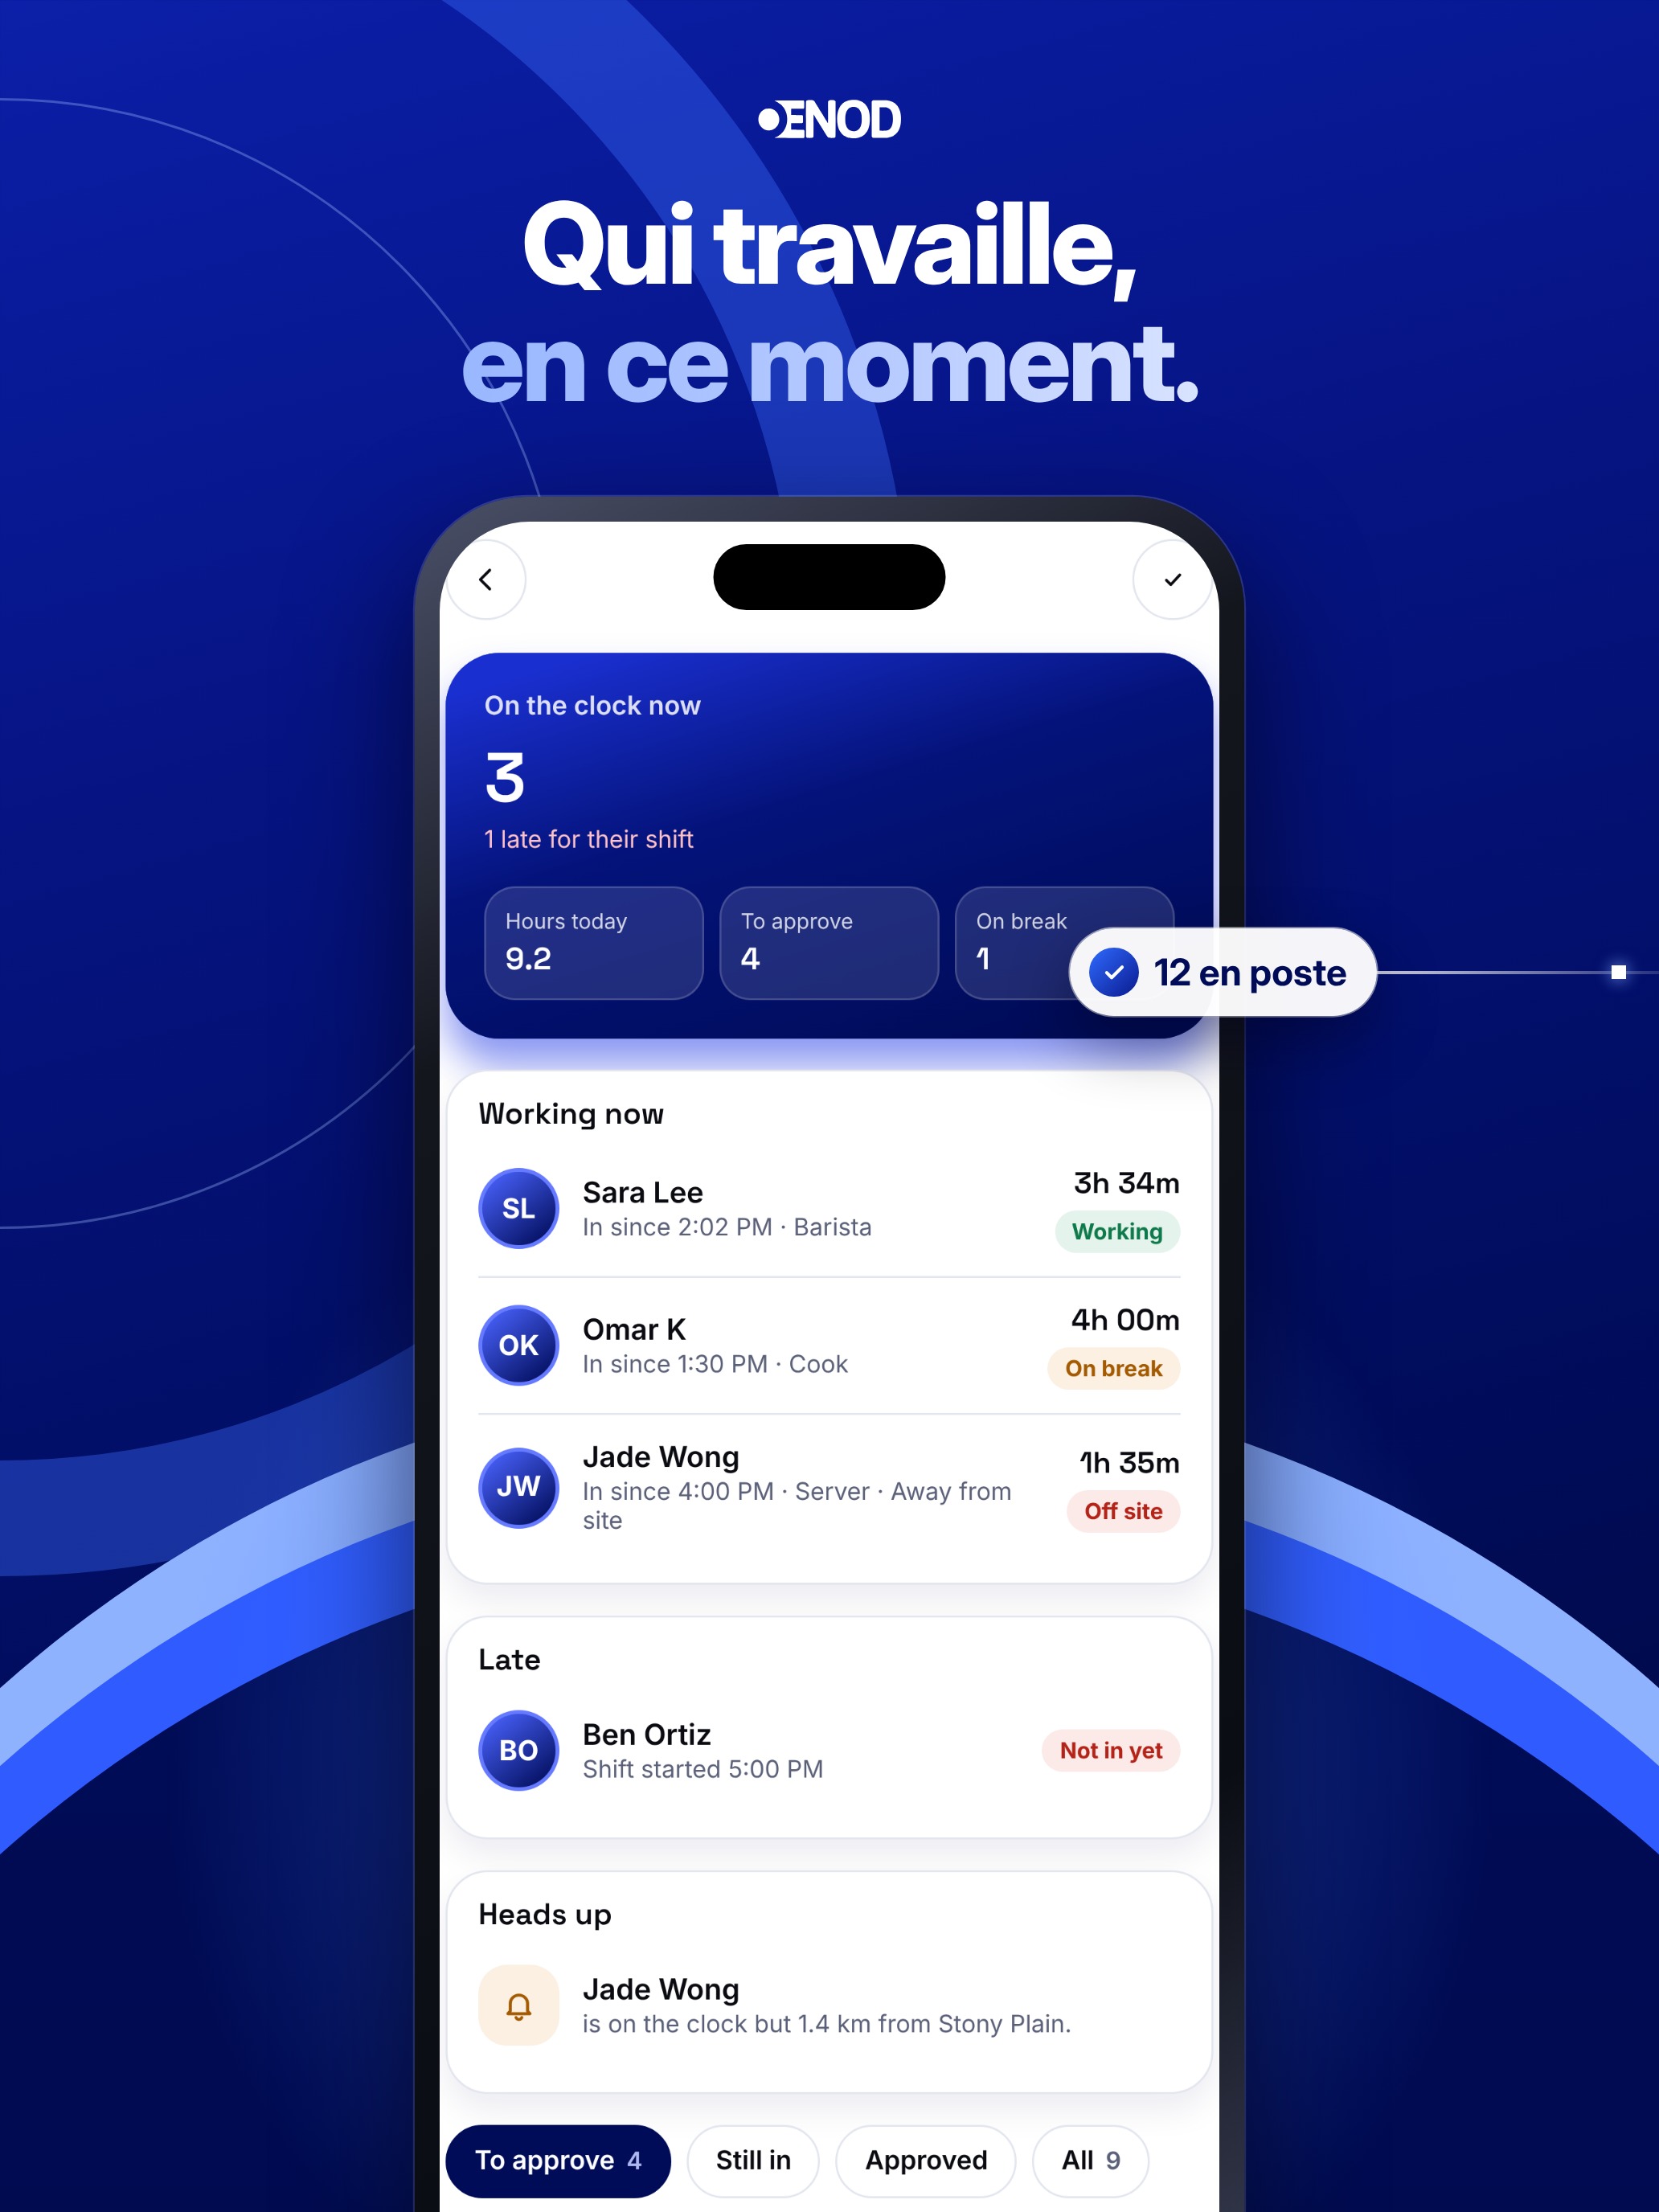 ENOD
Qui travaille,
en ce moment.
On the clock now
3
1 late for their shift
Hours today
9.2
To approve
4
On break
1
12 en poste
Working now
SL
Sara Lee
In since 2:02 PM · Barista
3h 34m
Working
OK
Omar K
In since 1:30 PM · Cook
4h 00m
On break
JW
Jade Wong
In since 4:00 PM · Server · Away from
site
1h 35m
Off site
Late
BO
Ben Ortiz
Shift started 5:00 PM
Not in yet
Heads up
Jade Wong
is on the clock but 1.4 km from Stony Plain.
To approve 4
Still in
Approved
All 9